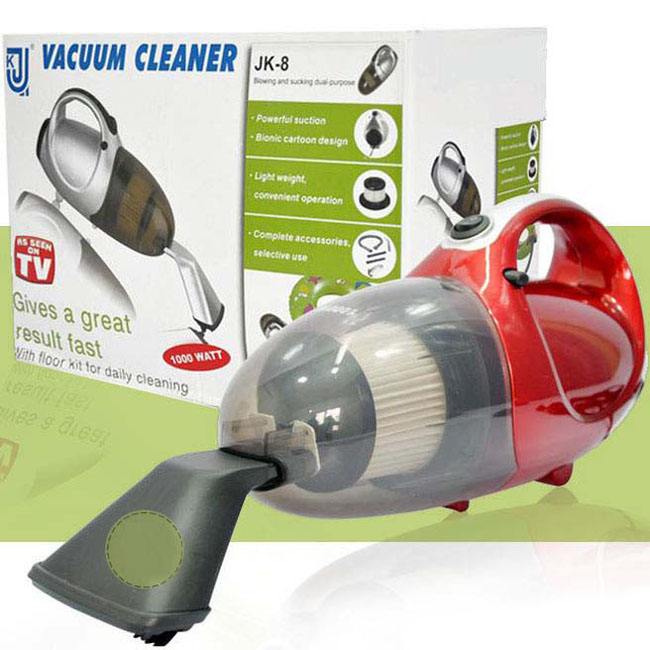 JK ® VACUUM CLEANER
JK-8
Blowing and sucking dual-purpose
· Powerful suction
· Bionic cartoon design
· Light weight,
convenient operation
· Complete accessories,
selective use
AS SEEN
ON
TV
Gives a great
result fast
With floor kit for daily cleaning
1000 WATT